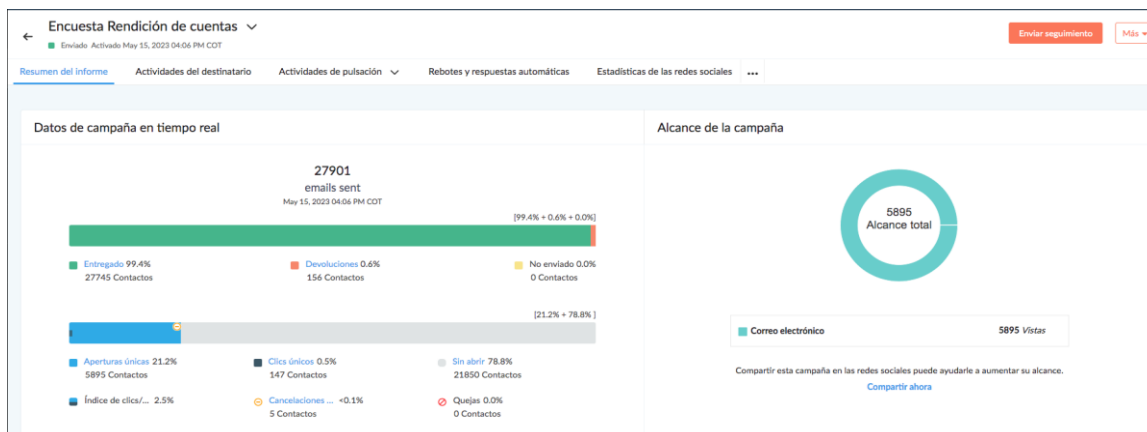 Encuesta Rendición de cuentas
Enviado Activado May 15, 2023 04:06 PM COT
Enviar seguimiento
Más
Resumen del informe
Actividades del destinatario
Actividades de pulsación
Rebotes y respuestas automáticas
Estadísticas de las redes sociales
...
Datos de campaña en tiempo real
27901
emails sent
May 15, 2023 04:06 PM COT
[99.4% + 0.6% + 0.0%]
Entregado 99.4%
27745 Contactos
Devoluciones 0.6%
156 Contactos
No enviado 0.0%
0 Contactos
[21.2% + 78.8% ]
Aperturas únicas 21.2%
5895 Contactos
Clics únicos 0.5%
147 Contactos
Sin abrir 78.8%
21850 Contactos
Índice de clics/... 2.5%
Cancelaciones ... <0.1%
5 Contactos
Quejas 0.0%
0 Contactos
Alcance de la campaña
5895
Alcance total
Correo electrónico 5895 Vistas
Compartir esta campaña en las redes sociales puede ayudarle a aumentar su alcance.
Compartir ahora